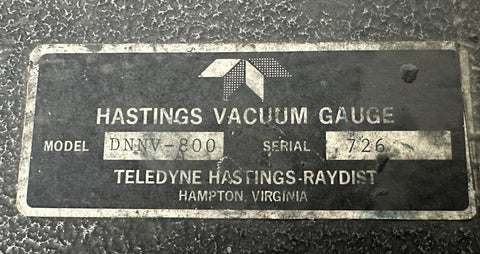 HASTINGS VACUUM GAUGE
MODEL DNNV-800 SERIAL 726
TELEDYNE HASTINGS-RAYDIST
HAMPTON, VIRGINIA